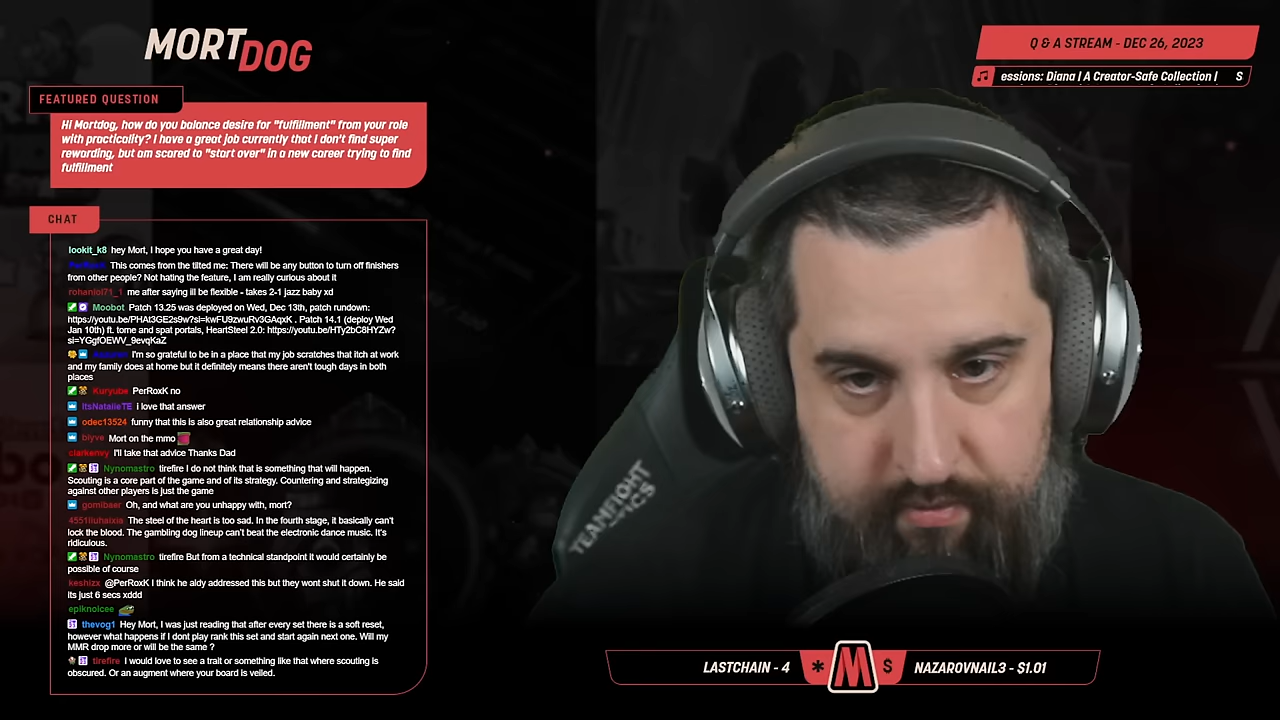 MORTDOG
Q & A STREAM - DEC 26, 2023
essions: Diana | A Creator-Safe Collection | S
FEATURED QUESTION
Hi Mortdog, how do you balance desire for "fulfillment" from your role
with practicality? I have a great job currently that I don't find super
rewarding, but am scared to "start over" in a new career trying to find
fulfillment
CHAT
lookit_k8 hey Mort, I hope you have a great day!
This comes from the tilted me: There will be any button to turn off finishers
from other people? Not hating the feature, I am really curious about it
rohanlol71_1 me after saying ill be flexible - takes 2-1 jazz baby xd
Moobot Patch 13.25 was deployed on Wed, Dec 13th, patch rundown:
https://youtu.be/PHAt3GE2s9w?si=kwFU9zwuRv3GAqxK . Patch 14.1 (deploy Wed
Jan 10th) ft. tome and spat portals, HeartSteel 2.0: https://youtu.be/HTy2bC8HYZw?
si=YGgfOEWV_9evqKaZ
I'm so grateful to be in a place that my job scratches that itch at work
and my family does at home but it definitely means there aren't tough days in both
places
Kuryube PerRoxK no
ItsNatalieTE I love that answer
odec13524 funny that this is also great relationship advice
blyve Mort on the mmo
clarkenvy I'll take that advice Thanks Dad
Nynomastro tirefire I do not think that is something that will happen.
Scouting is a core part of the game and of its strategy. Countering and strategizing
against other players is just the game
gomibaer Oh, and what are you unhappy with, mort?
4551liuhaixia The steel of the heart is too sad. In the fourth stage, it basically can't
lock the blood. The gambling dog lineup can't beat the electronic dance music. It's
ridiculous.
Nynomastro tirefire But from a technical standpoint it would certainly be
possible of course
keshizx @PerRoxK I think he aldy addressed this but they wont shut it down. He said
its just 6 secs xddd
epiknoicee
thevog1 Hey Mort, I was just reading that after every set there is a soft reset,
however what happens if I dont play rank this set and start again next one. Will my
MMR drop more or will be the same ?
tirefire I would love to see a trait or something like that where scouting is
obscured. Or an augment where your board is veiled.
TEAMFIGHT
TICS
LASTCHAIN - 4 * M $ NAZAROVNAIL3 - $1.01